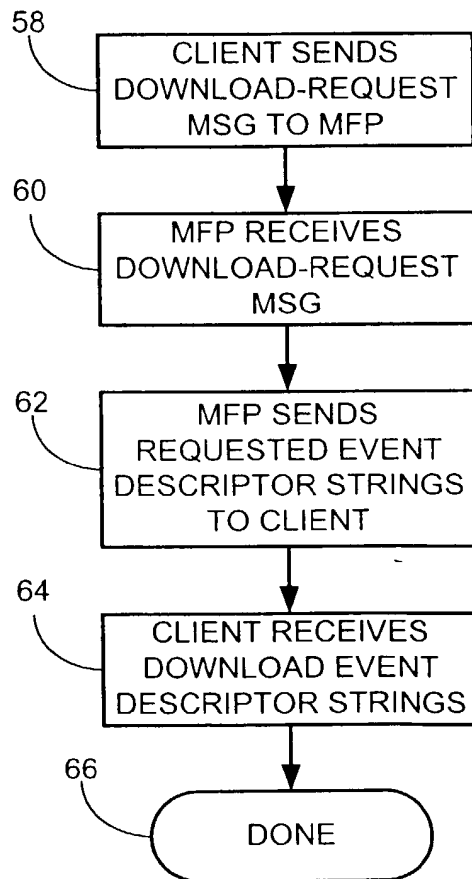 58
CLIENT SENDS
DOWNLOAD-REQUEST
MSG TO MFP
60
MFP RECEIVES
DOWNLOAD-REQUEST
MSG
62
MFP SENDS
REQUESTED EVENT
DESCRIPTOR STRINGS
TO CLIENT
64
CLIENT RECEIVES
DOWNLOAD EVENT
DESCRIPTOR STRINGS
66
DONE